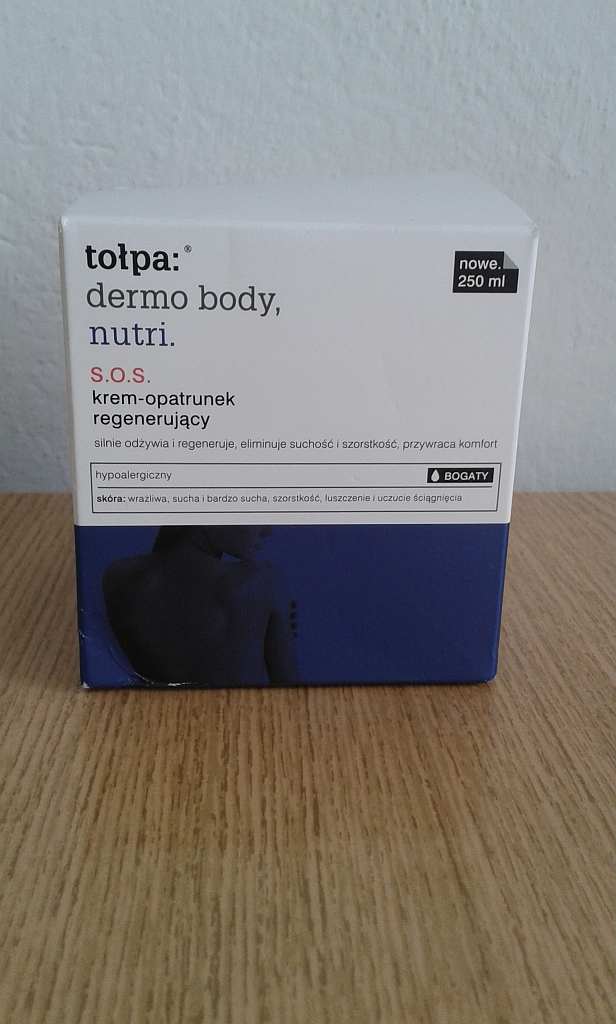 tołpa:®
dermo body,
nutri.
nowe.
250 ml
S.O.S.
krem-opatrunek
regenerujący
silnie odżywia i regeneruje, eliminuje suchość i szorstkość, przywraca komfort
hypoalergiczny
BOGATY
skóra: wrażliwa, sucha i bardzo sucha, szorstkość, łuszczenie i uczucie ściągnięcia